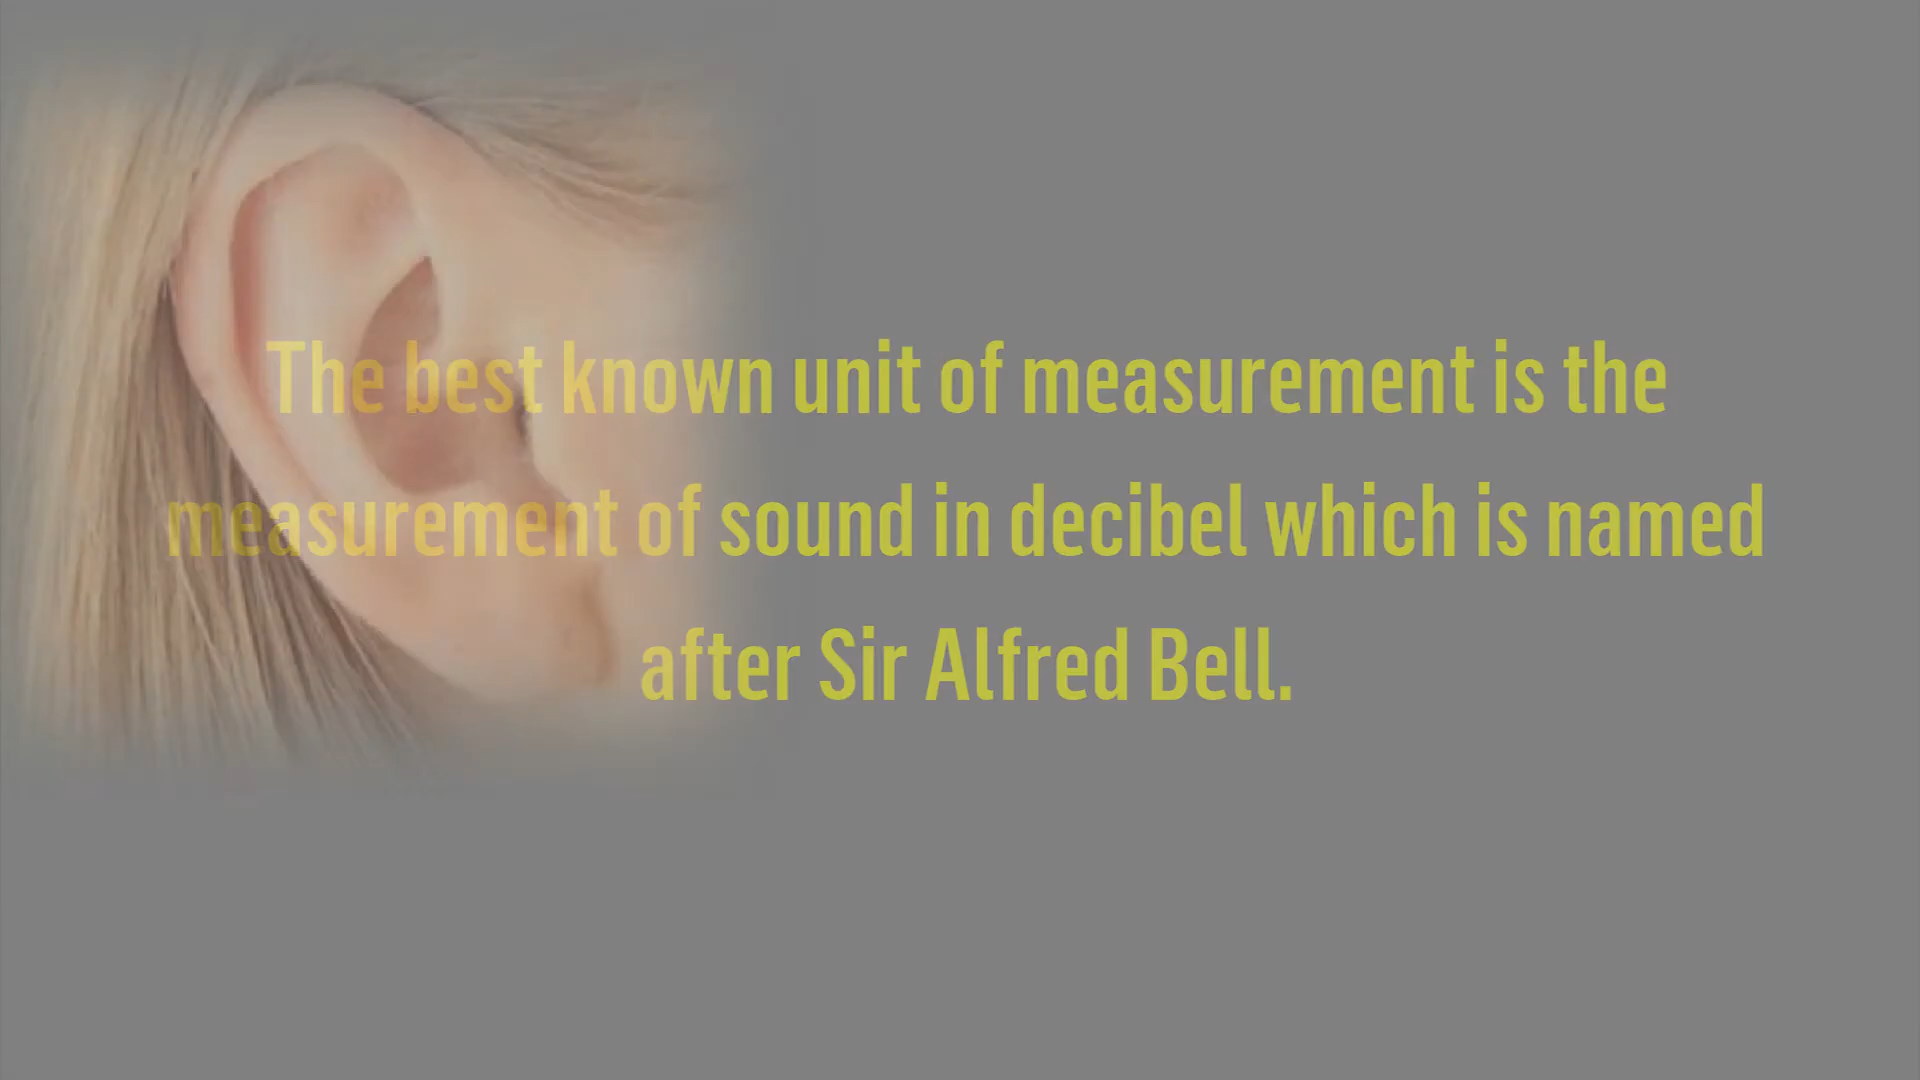 The best known unit of measurement is the
measurement of sound in decibel which is named
after Sir Alfred Bell.